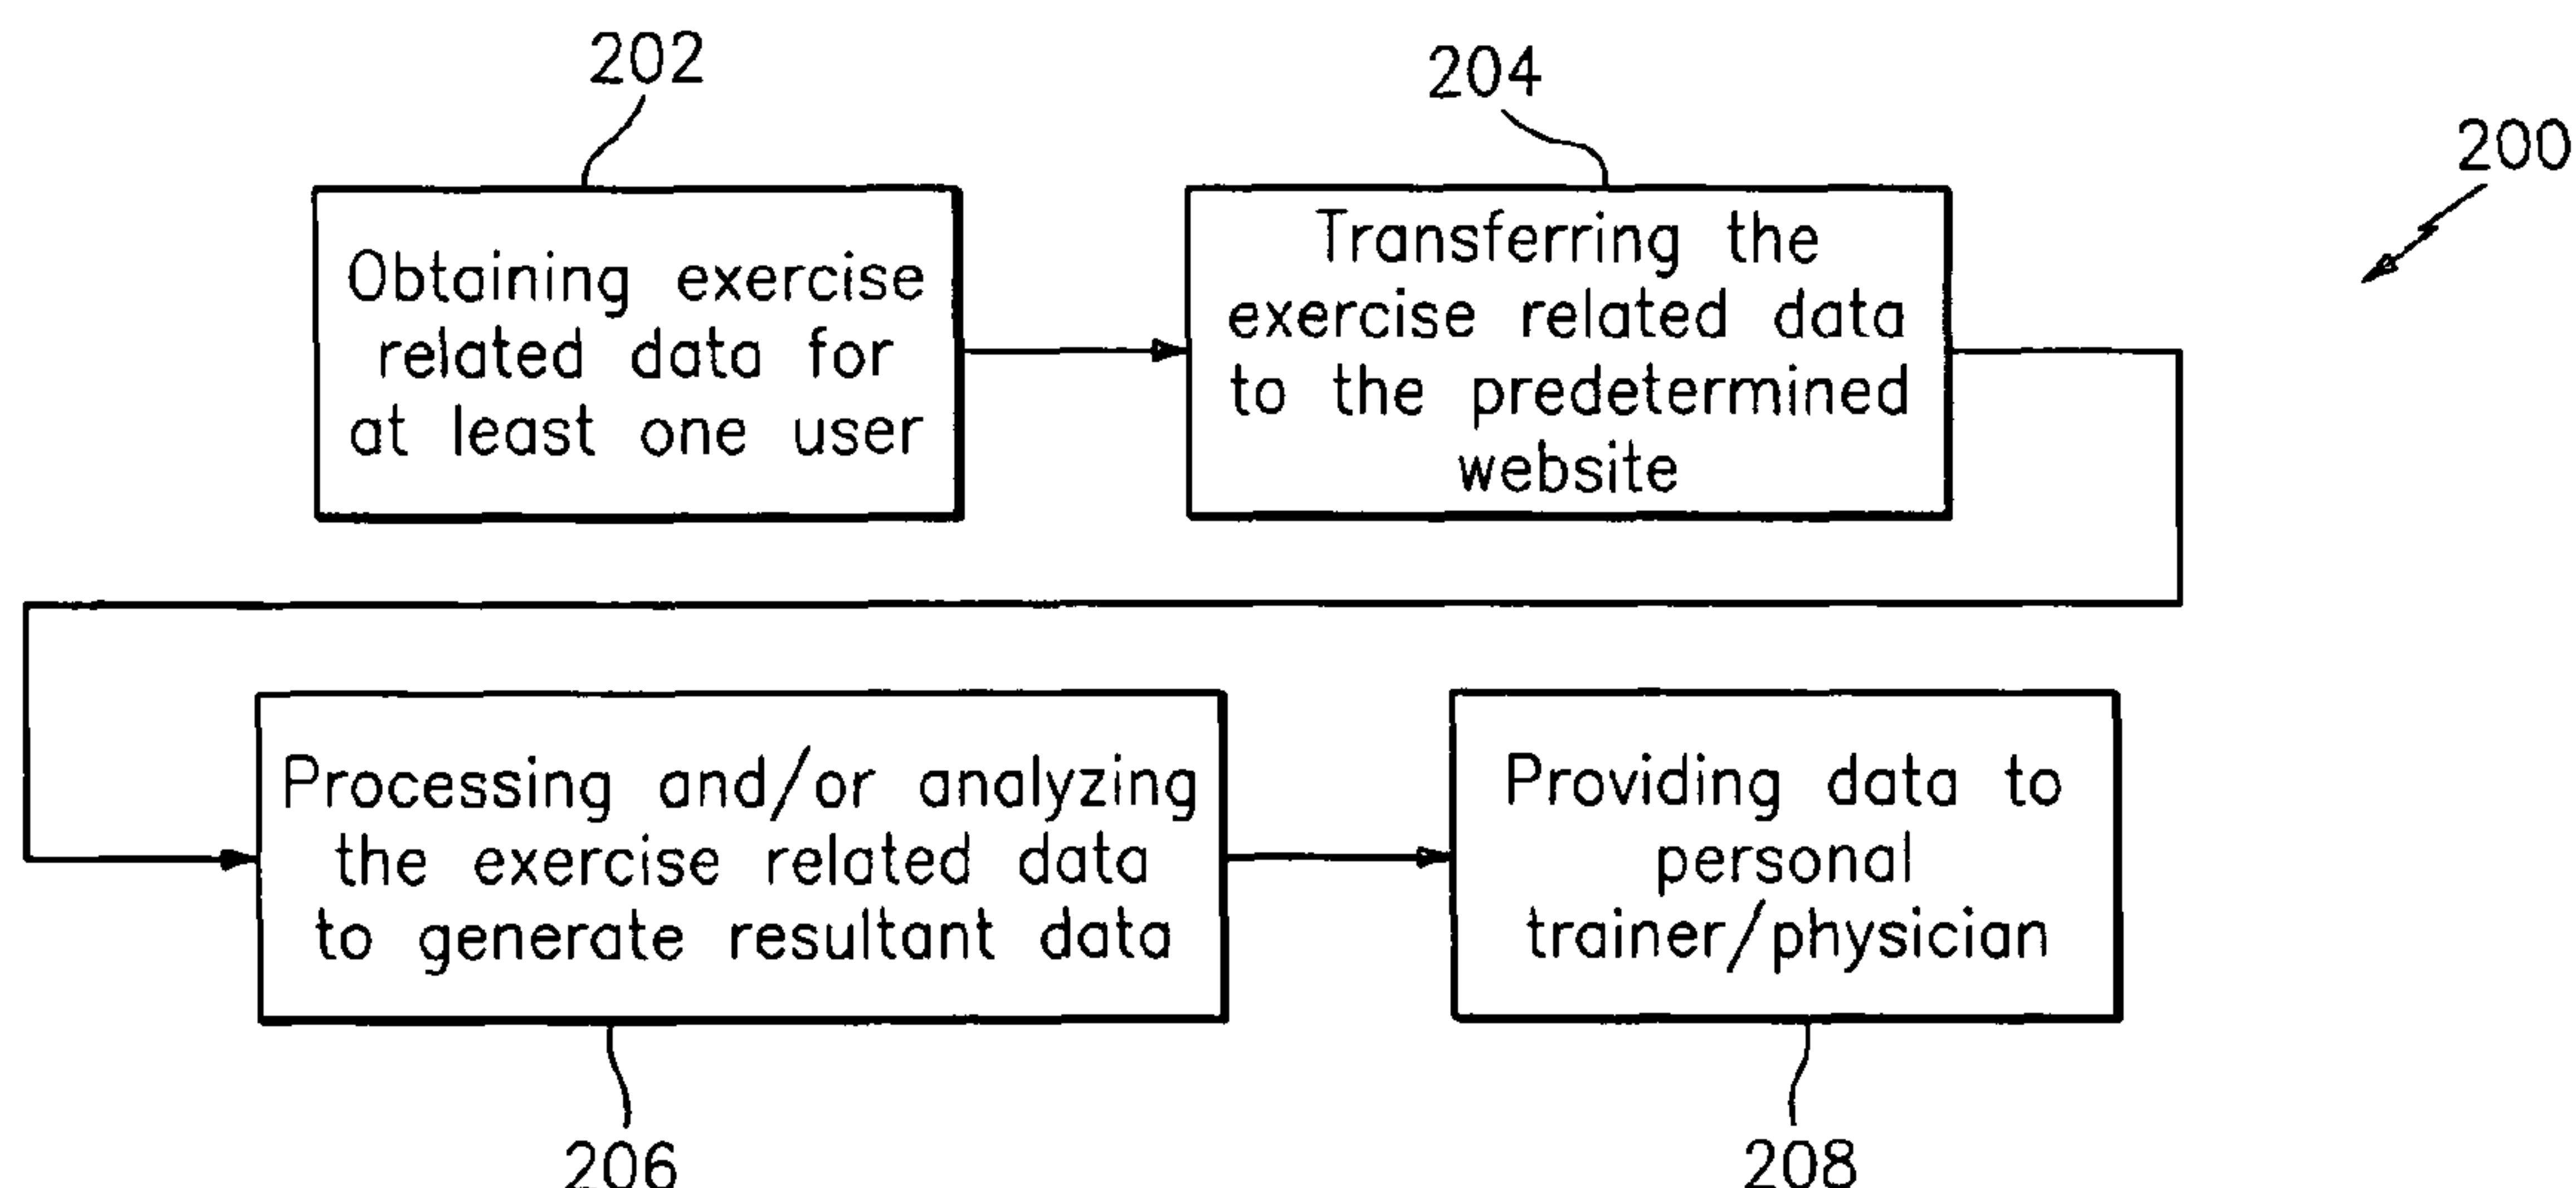 202
204
200
Obtaining exercise
related data for
at least one user
Transferring the
exercise related data
to the predetermined
website
Processing and/or analyzing
the exercise related data
to generate resultant data
Providing data to
personal
trainer/physician
206
208